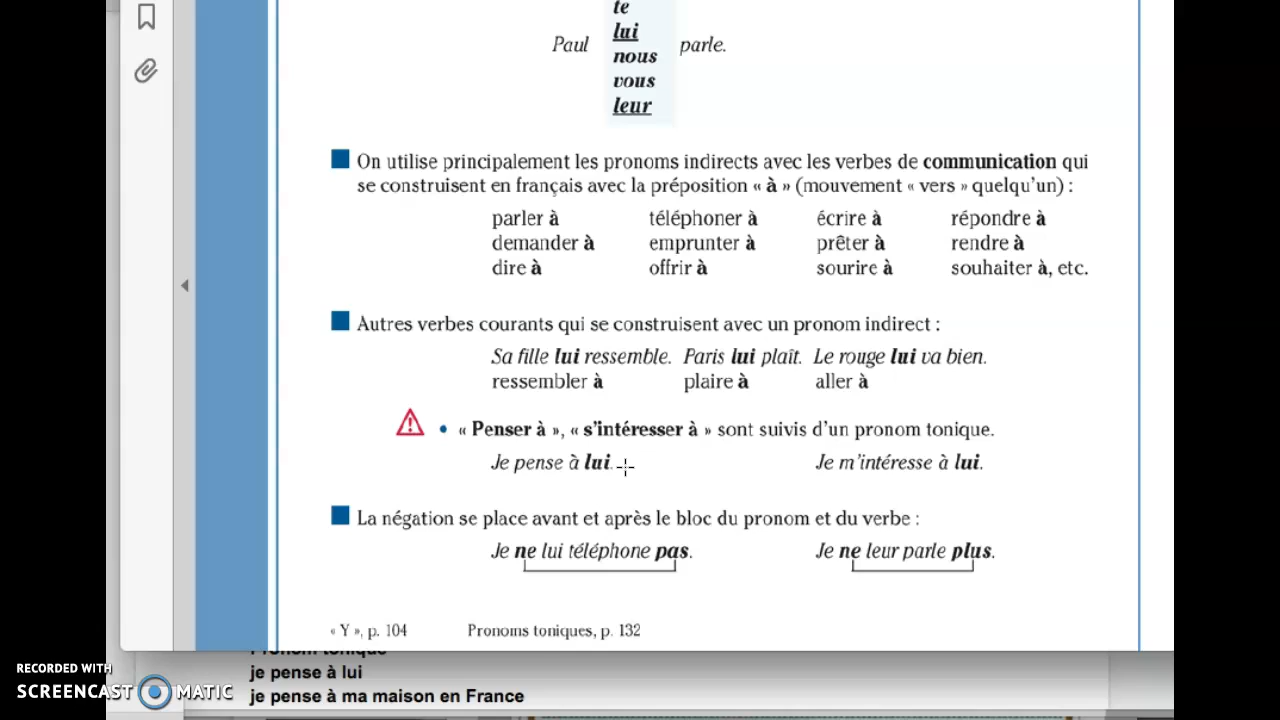 te
lui
Paul parle.
nous
vous
leur
On utilise principalement les pronoms indirects avec les verbes de communication qui
se construisent en français avec la préposition « à » (mouvement « vers » quelqu'un) :
parler à téléphoner à écrire à répondre à
demander à emprunter à prêter à rendre à
dire à offrir à sourire à souhaiter à, etc.
Autres verbes courants qui se construisent avec un pronom indirect :
Sa fille lui ressemble. Paris lui plaît. Le rouge lui va bien.
ressembler à plaire à aller à
• « Penser à », « s'intéresser à » sont suivis d'un pronom tonique.
Je pense à lui. Je m'intéresse à lui.
La négation se place avant et après le bloc du pronom et du verbe :
Je ne lui téléphone pas. Je ne leur parle plus.
« Y », p. 104 Pronoms toniques, p. 132
Pronom tonique
je pense à lui
je pense à ma maison en France
RECORDED WITH
SCREENCAST MATIC